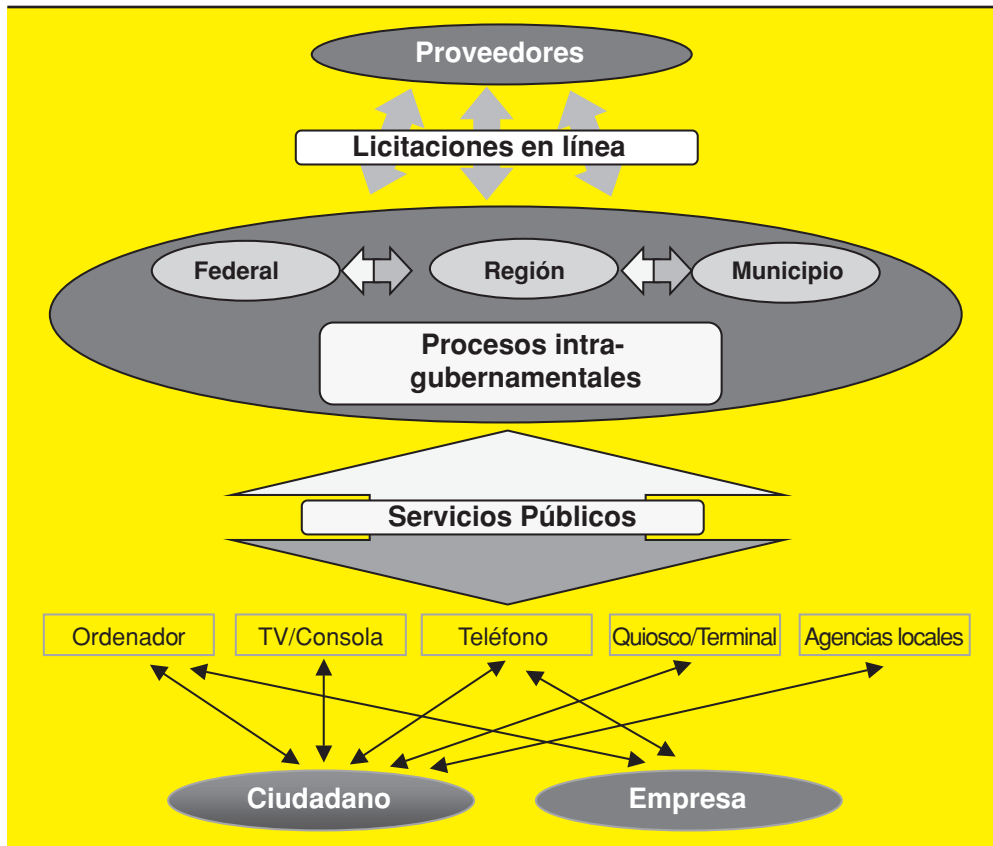 Proveedores
Licitaciones en línea
Federal
Región
Municipio
Procesos intra-
gubernamentales
Servicios Públicos
Ordenador
TV/Consola
Teléfono
Quiosco/Terminal
Agencias locales
Ciudadano
Empresa